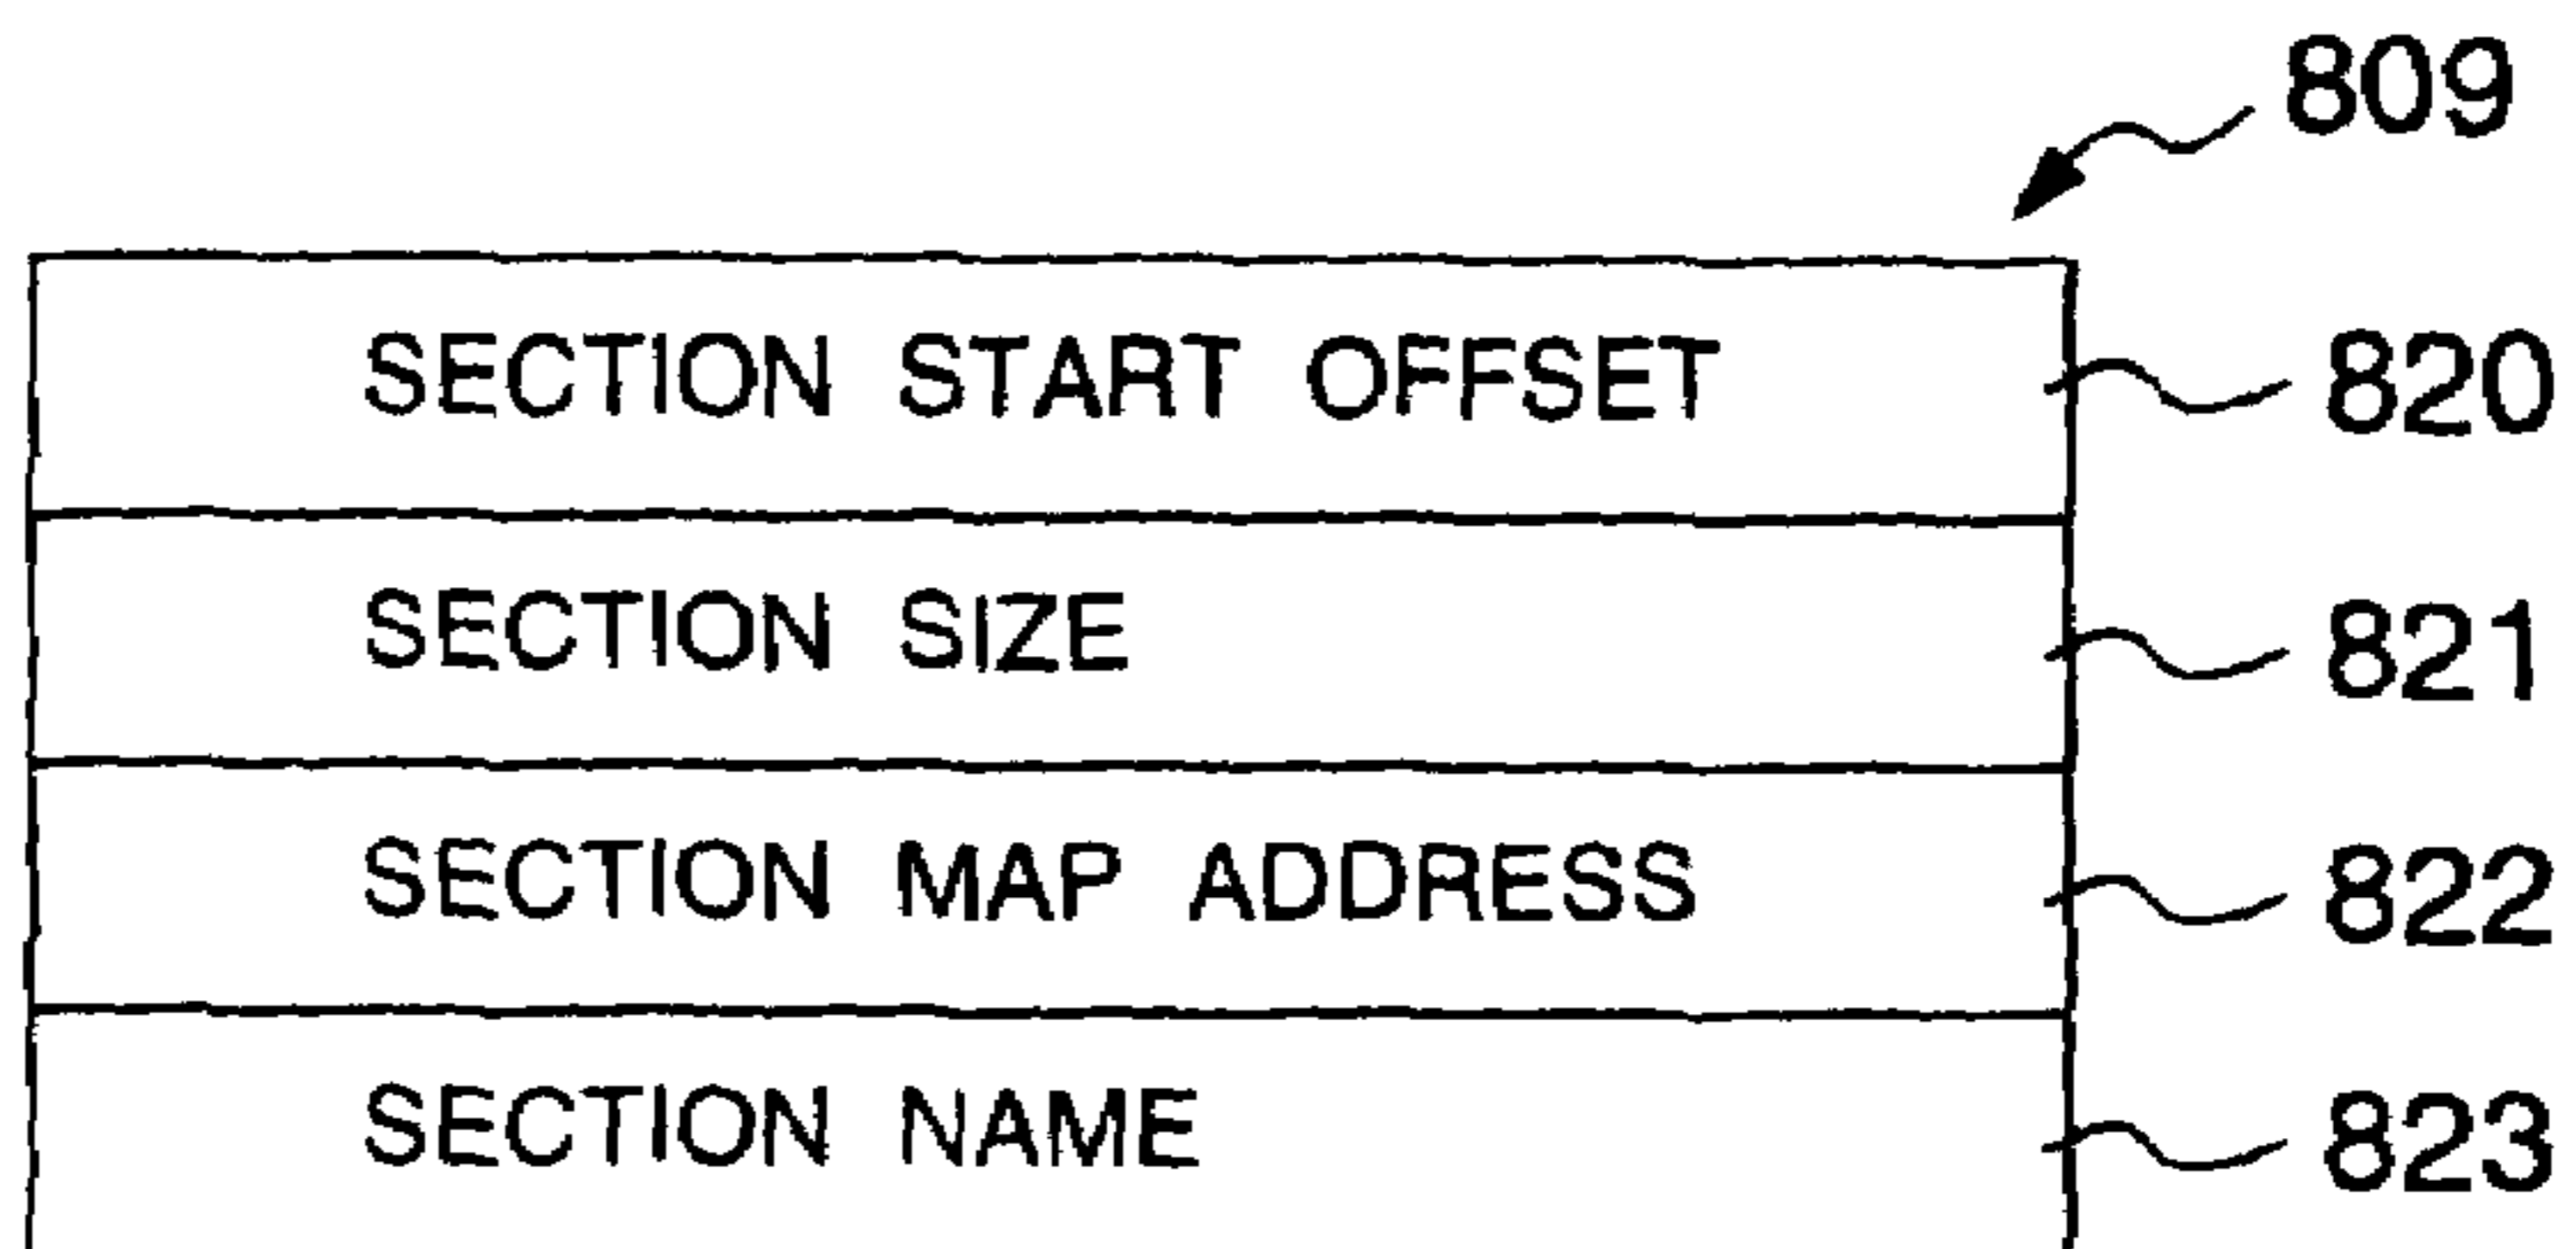 809
SECTION START OFFSET 820
SECTION SIZE 821
SECTION MAP ADDRESS 822
SECTION NAME 823